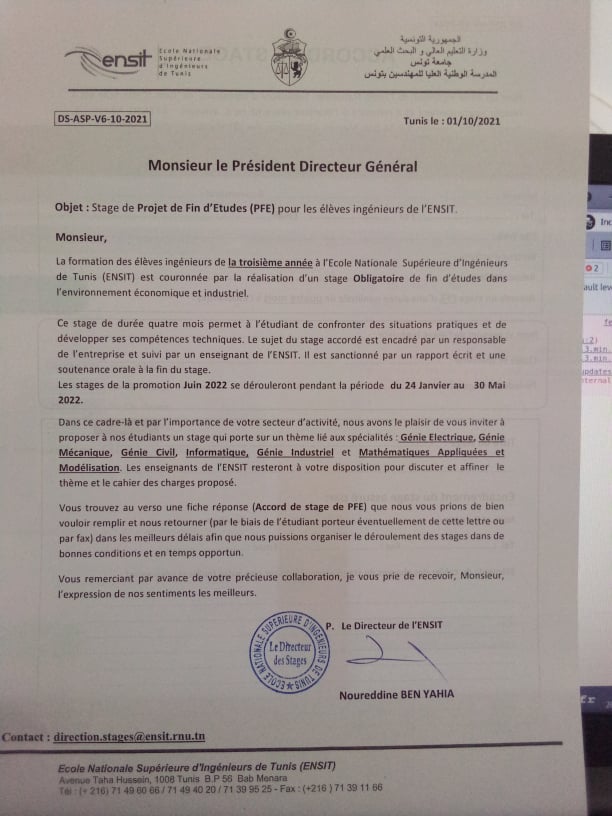 ensit
Ecole Nationale
Supérieure
d'Ingénieurs
de Tunis
الجمهورية التونسية
وزارة التعليم العالي و البحث العلمي
جامعة تونس
المدرسة الوطنية العليا للمهندسين بتونس
DS-ASP-V6-10-2021
Tunis le : 01/10/2021
Monsieur le Président Directeur Général
Objet : Stage de Projet de Fin d'Etudes (PFE) pour les élèves ingénieurs de l'ENSIT.
Monsieur,
La formation des élèves ingénieurs de la troisième année à l'Ecole Nationale Supérieure d'Ingénieurs
de Tunis (ENSIT) est couronnée par la réalisation d'un stage Obligatoire de fin d'études dans
l'environnement économique et industriel.
Ce stage de durée quatre mois permet à l'étudiant de confronter des situations pratiques et de
développer ses compétences techniques. Le sujet du stage accordé est encadré par un responsable
de l'entreprise et suivi par un enseignant de l'ENSIT. Il est sanctionné par un rapport écrit et une
soutenance orale à la fin du stage.
Les stages de la promotion Juin 2022 se dérouleront pendant la période du 24 Janvier au 30 Mai
2022.
Dans ce cadre-là et par l'importance de votre secteur d'activité, nous avons le plaisir de vous inviter à
proposer à nos étudiants un stage qui porte sur un thème lié aux spécialités : Génie Electrique, Génie
Mécanique, Génie Civil, Informatique, Génie Industriel et Mathématiques Appliquées et
Modélisation. Les enseignants de l'ENSIT resteront à votre disposition pour discuter et affiner le
thème et le cahier des charges proposé.
Vous trouvez au verso une fiche réponse (Accord de stage de PFE) que nous vous prions de bien
vouloir remplir et nous retourner (par le biais de l'étudiant porteur éventuellement de cette lettre ou
par fax) dans les meilleurs délais afin que nous puissions organiser le déroulement des stages dans de
bonnes conditions et en temps opportun.
Vous remerciant par avance de votre précieuse collaboration, je vous prie de recevoir, Monsieur,
l'expression de nos sentiments les meilleurs.
P. Le Directeur de l'ENSIT
ECOLE NATIONALE SUPERIEURE D'INGENIEURS DE TUNIS
Le Directeur
des Stages
Noureddine BEN YAHIA
Contact : direction.stages@ensit.rnu.tn
Ecole Nationale Supérieure d'Ingénieurs de Tunis (ENSIT)
Avenue Taha Hussein, 1008 Tunis B.P 56 Bab Menara
Tél : (+ 216) 71 49 60 66 / 71 49 40 20 / 71 39 95 25 - Fax : (+216 ) 71 39 11 66